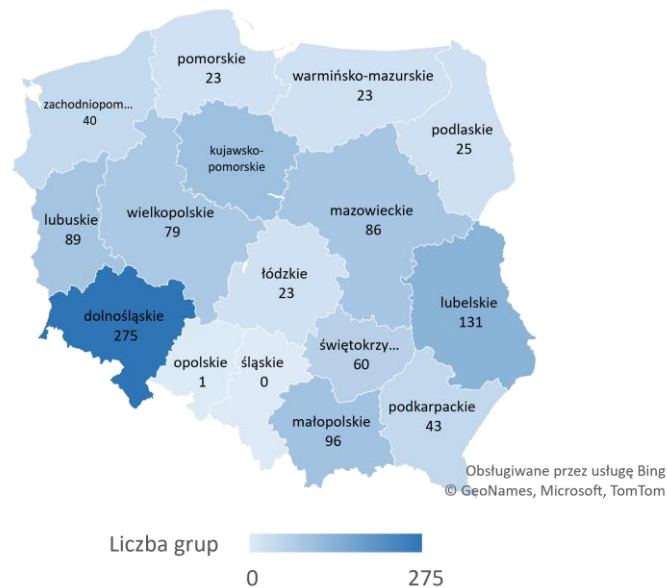 pomorskie
23
warmińsko-mazurskie
23
zachodniopom...
40
podlaskie
25
kujawsko-
pomorskie
lubuskie
89
wielkopolskie
79
mazowieckie
86
łódzkie
23
lubelskie
131
dolnośląskie
275
świętokrzy...
60
opolskie
1
śląskie
0
małopolskie
96
podkarpackie
43
Obsługiwane przez usługę Bing
© GeoNames, Microsoft, TomTom
Liczba grup
0
275